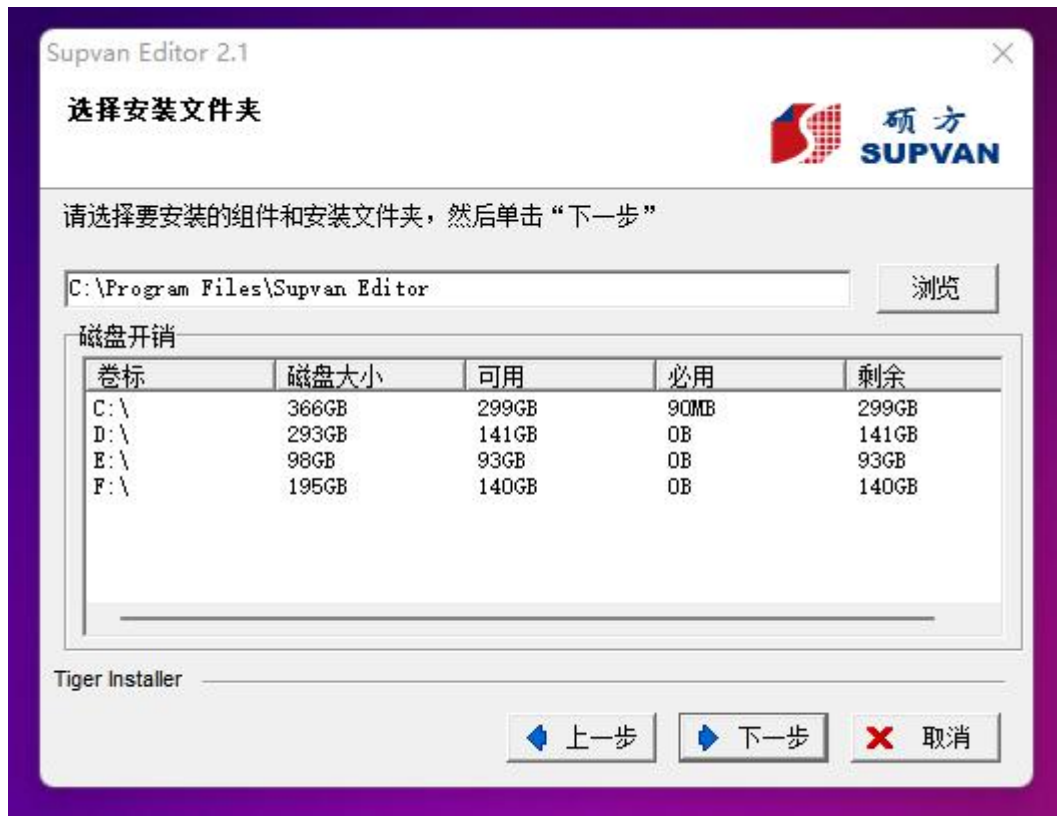 Supvan Editor 2.1
选择安装文件夹
硕方
SUPVAN
请选择要安装的组件和安装文件夹，然后单击“下一步”
C:\Program Files\Supvan Editor
浏览
磁盘开销
卷标 磁盘大小 可用 必用 剩余
C:\ 366GB 299GB 90MB 299GB
D:\ 293GB 141GB 0B 141GB
E:\ 98GB 93GB 0B 93GB
F:\ 195GB 140GB 0B 140GB
Tiger Installer
上一步 下一步 取消